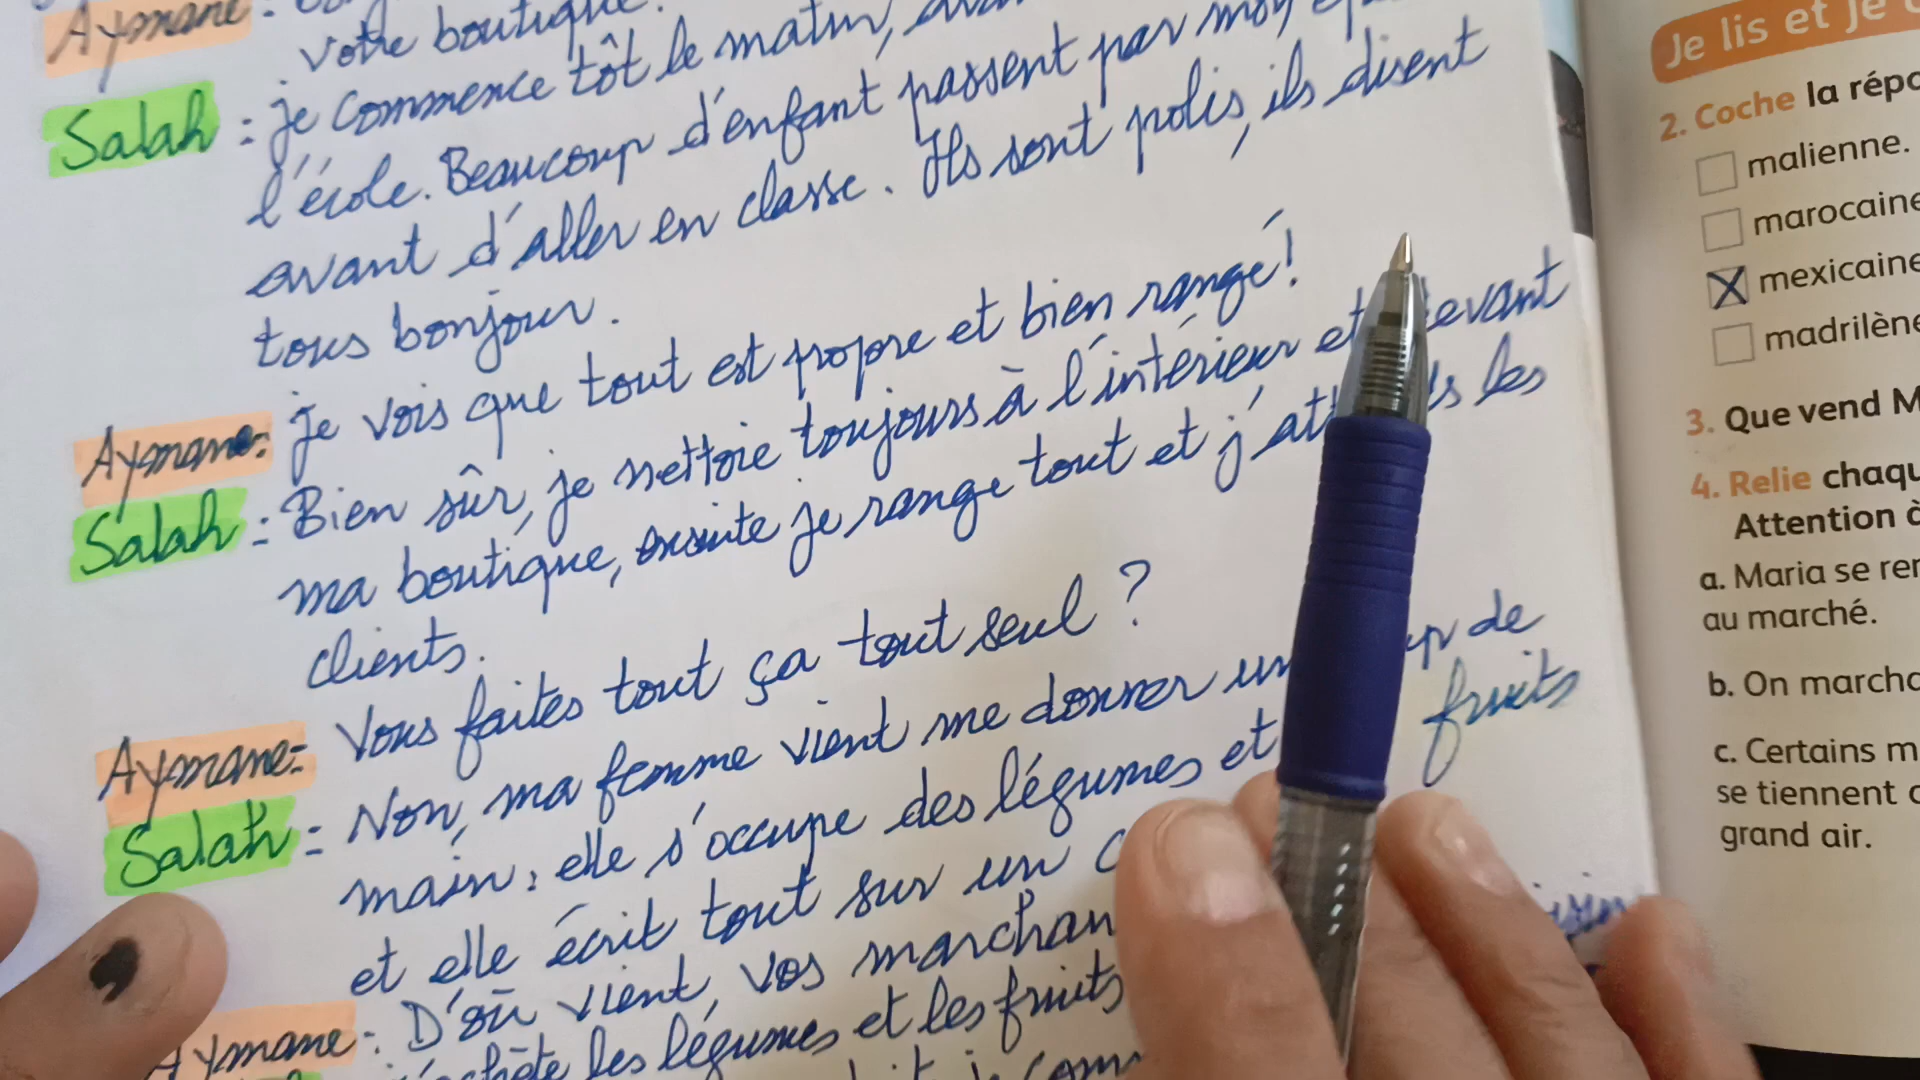 Aymane :
votre boutique.
Salah : je commence tôt le matin,
l'école. Beaucoup d'enfant passent par moi
avant d'aller en classe. Ils sont polis, ils disent
tous bonjour.
Aymane: Je vois que tout est propre et bien rangé!
Salah : Bien sûr, je nettoie toujours à l'intérieur et devant
ma boutique, ensuite je range tout et j'attends les
clients.
Aymane: Vous faites tout ça tout seul ?
Salah : Non, ma femme vient me donner un de
main : elle s'occupe des légumes et fruits
et elle écrit tout sur un
Aymane : D'où vient, vos marchan
les légumes et les fruits
Je lis et je
2. Coche la répo
malienne.
marocaine
mexicaine
madrilène
3. Que vend M
4. Relie chaqu
Attention à
a. Maria se ren
au marché.
b. On marcha
c. Certains m
se tiennent
grand air.